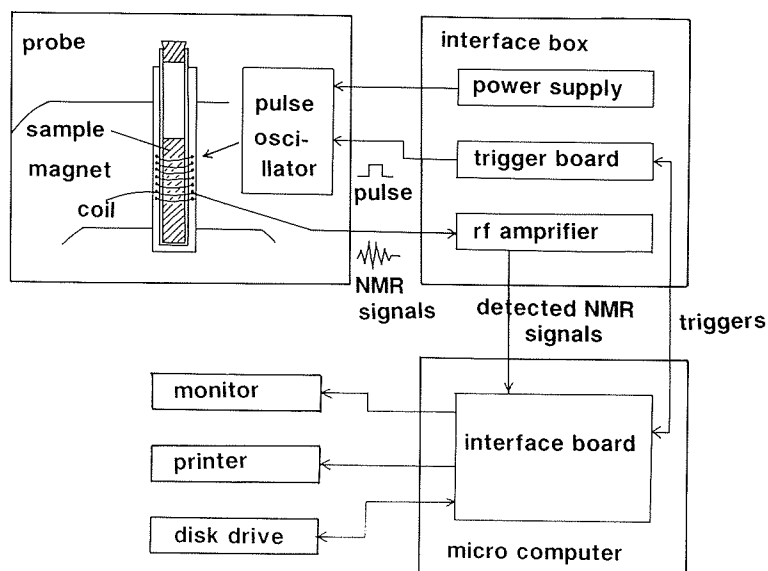 probe
sample
magnet
coil
pulse
osci-
llator
pulse
NMR
signals
interface box
power supply
trigger board
rf amprifier
detected NMR
signals
triggers
monitor
printer
disk drive
interface board
micro computer